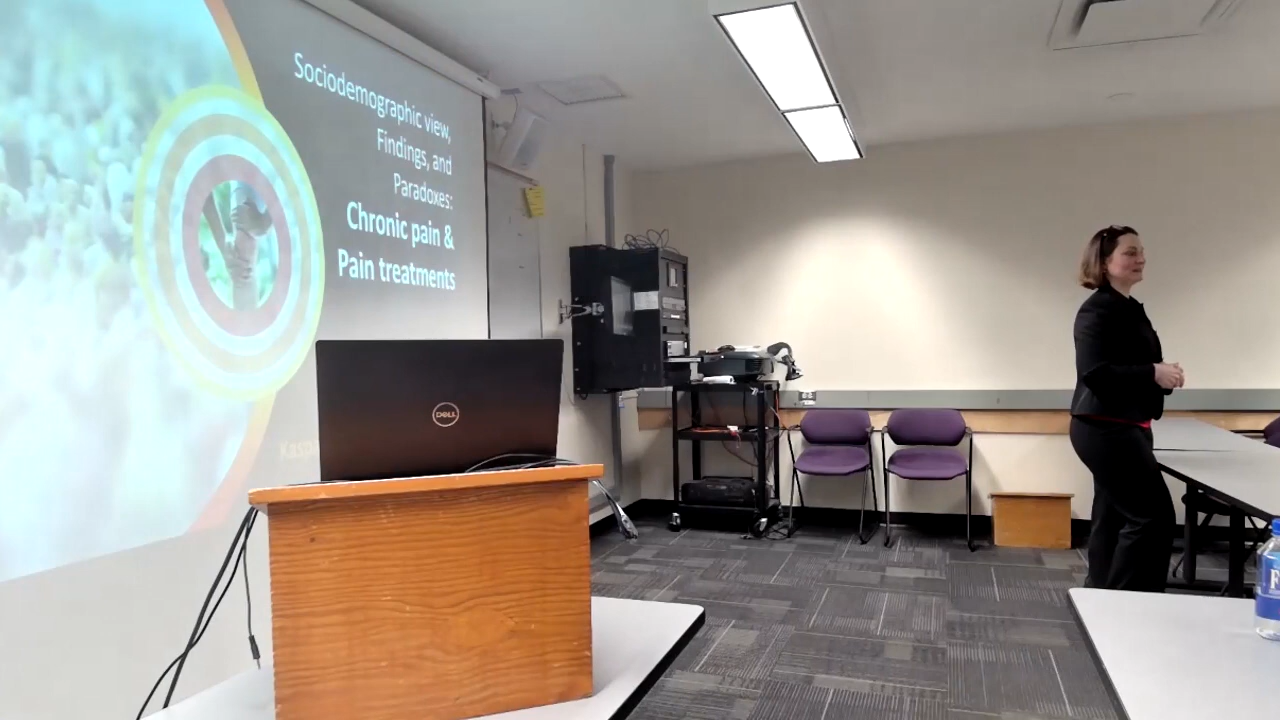 Sociodemographic view,
Findings, and
Paradoxes:
Chronic pain &
Pain treatments
DELL